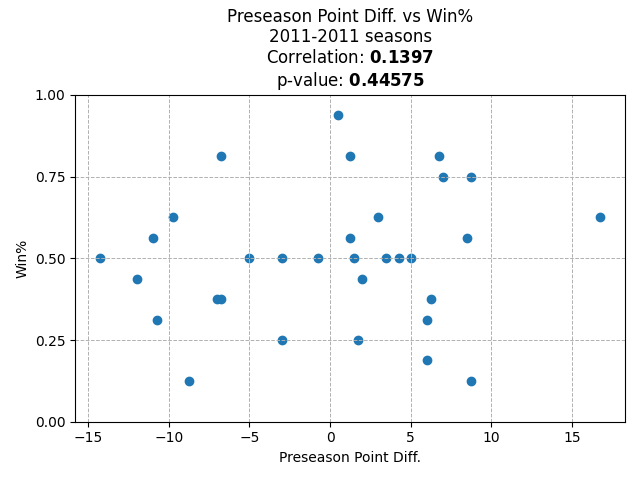 Preseason Point Diff. vs Win%
2011-2011 seasons
Correlation: 0.1397
p-value: 0.44575
1.00
0.75
0.50
0.25
0.00
Win%
−15
−10
−5
0
5
10
15
Preseason Point Diff.